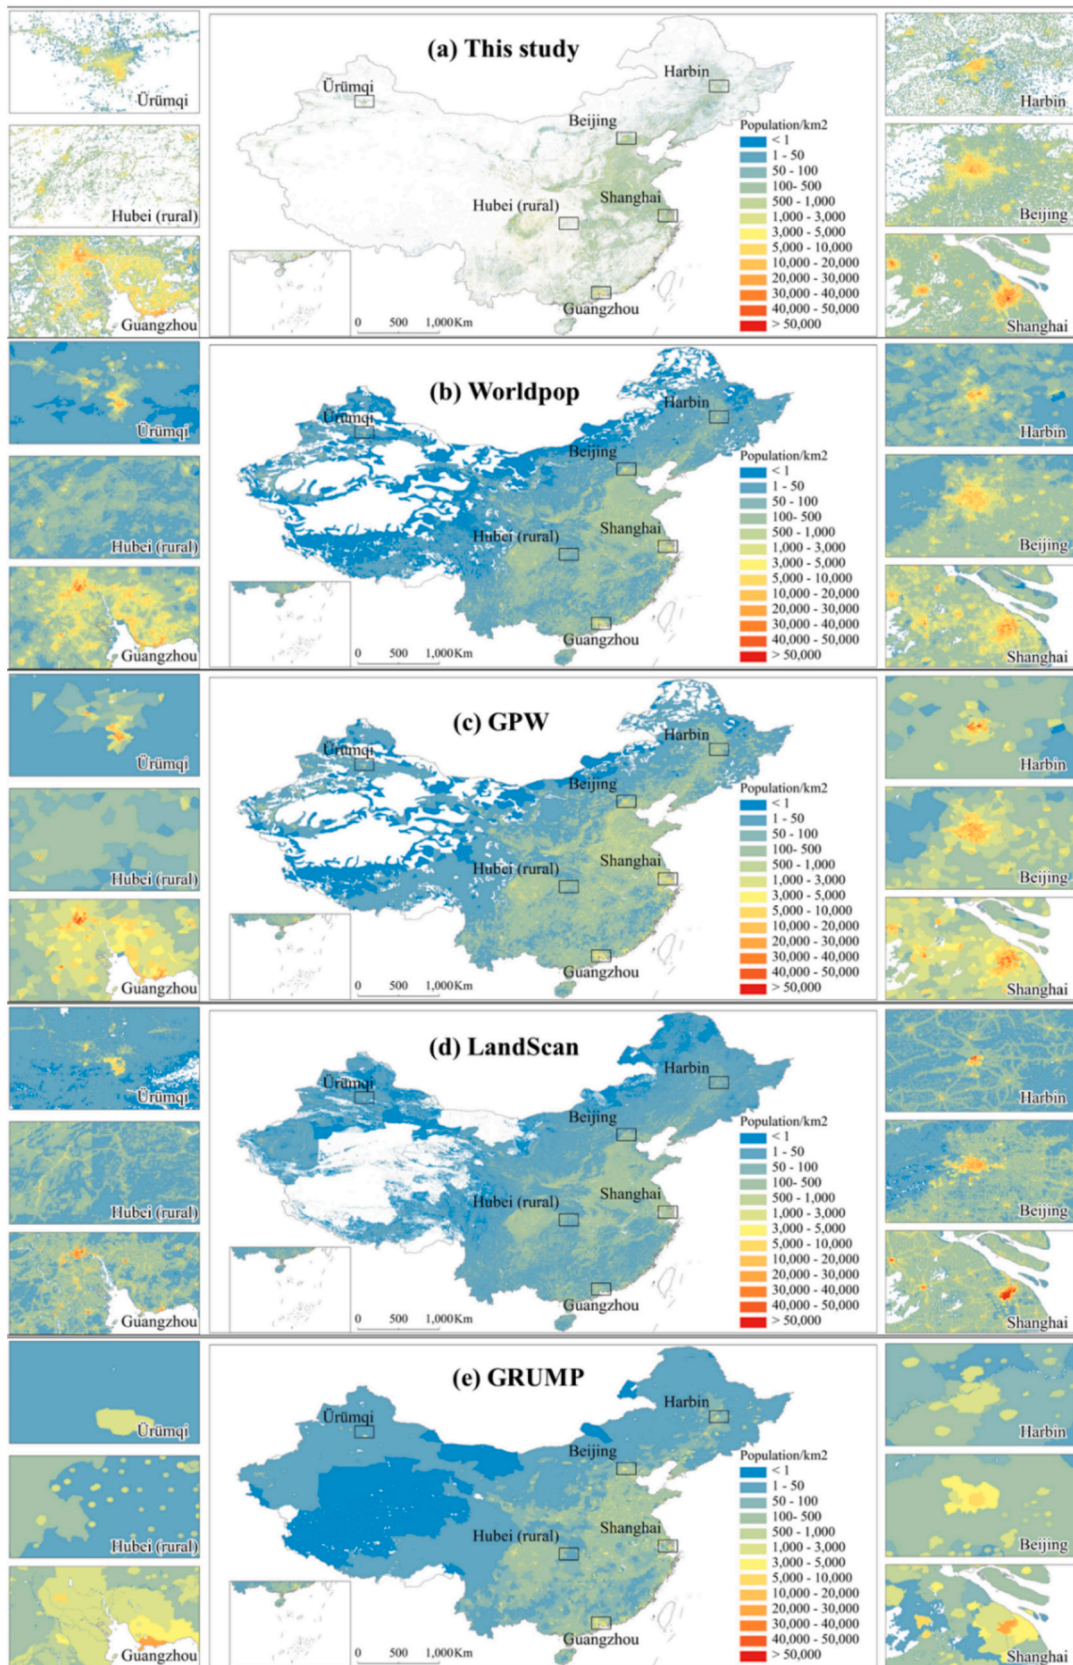 (a) This study
Ürümqi
Hubei (rural)
Guangzhou
Ürümqi
Harbin
Beijing
Hubei (rural)
Shanghai
Guangzhou
0 500 1,000Km
Population/km2
< 1
1 - 50
50 - 100
100- 500
500 - 1,000
1,000 - 3,000
3,000 - 5,000
5,000 - 10,000
10,000 - 20,000
20,000 - 30,000
30,000 - 40,000
40,000 - 50,000
> 50,000
Harbin
Beijing
Shanghai
(b) Worldpop
Ürümqi
Hubei (rural)
Guangzhou
Ürümqi
Harbin
Beijing
Hubei (rural)
Shanghai
Guangzhou
0 500 1,000Km
Population/km2
< 1
1 - 50
50 - 100
100- 500
500 - 1,000
1,000 - 3,000
3,000 - 5,000
5,000 - 10,000
10,000 - 20,000
20,000 - 30,000
30,000 - 40,000
40,000 - 50,000
> 50,000
Harbin
Beijing
Shanghai
(c) GPW
Ürümqi
Hubei (rural)
Guangzhou
Ürümqi
Harbin
Beijing
Hubei (rural)
Shanghai
Guangzhou
0 500 1,000Km
Population/km2
< 1
1 - 50
50 - 100
100- 500
500 - 1,000
1,000 - 3,000
3,000 - 5,000
5,000 - 10,000
10,000 - 20,000
20,000 - 30,000
30,000 - 40,000
40,000 - 50,000
> 50,000
Harbin
Beijing
Shanghai
(d) LandScan
Ürümqi
Hubei (rural)
Guangzhou
Ürümqi
Harbin
Beijing
Hubei (rural)
Shanghai
Guangzhou
0 500 1,000Km
Population/km2
< 1
1 - 50
50 - 100
100- 500
500 - 1,000
1,000 - 3,000
3,000 - 5,000
5,000 - 10,000
10,000 - 20,000
20,000 - 30,000
30,000 - 40,000
40,000 - 50,000
> 50,000
Harbin
Beijing
Shanghai
(e) GRUMP
Ürümqi
Hubei (rural)
Guangzhou
Ürümqi
Harbin
Beijing
Hubei (rural)
Shanghai
Guangzhou
0 500 1,000Km
Population/km2
< 1
1 - 50
50 - 100
100- 500
500 - 1,000
1,000 - 3,000
3,000 - 5,000
5,000 - 10,000
10,000 - 20,000
20,000 - 30,000
30,000 - 40,000
40,000 - 50,000
> 50,000
Harbin
Beijing
Shanghai